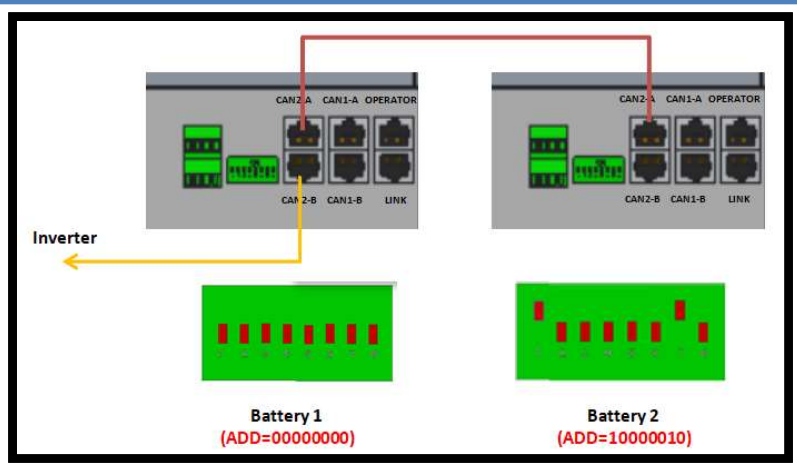 CAN2-A CAN1-A OPERATOR
CAN2-B CAN1-B LINK
CAN2-A CAN1-A OPERATOR
CAN2-B CAN1-B LINK
Inverter
Battery 1
(ADD=00000000)
Battery 2
(ADD=10000010)